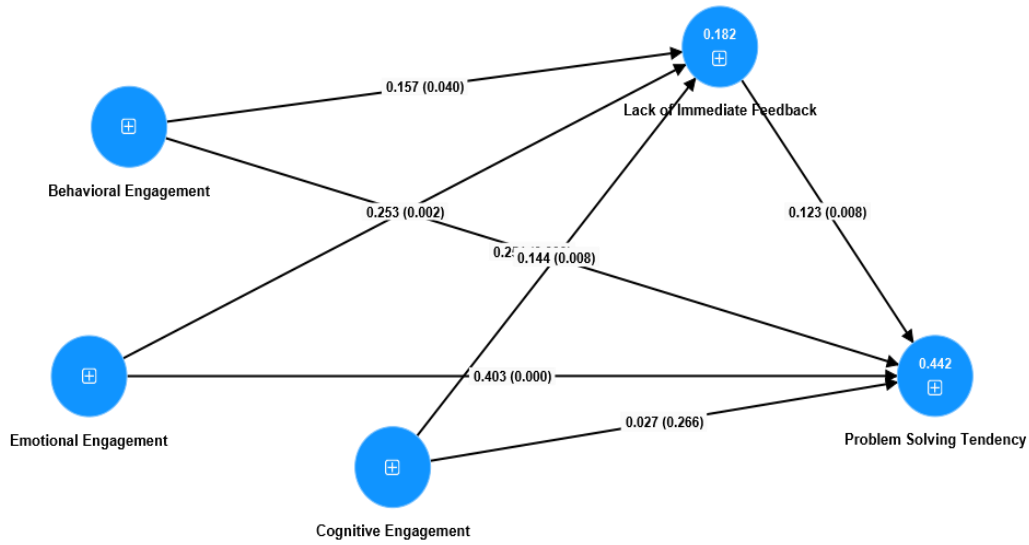 0.182
0.157 (0.040)
Lack of Immediate Feedback
Behavioral Engagement
0.253 (0.002)
0.123 (0.008)
0.144 (0.008)
0.442
0.403 (0.000)
0.027 (0.266)
Emotional Engagement
Problem Solving Tendency
Cognitive Engagement